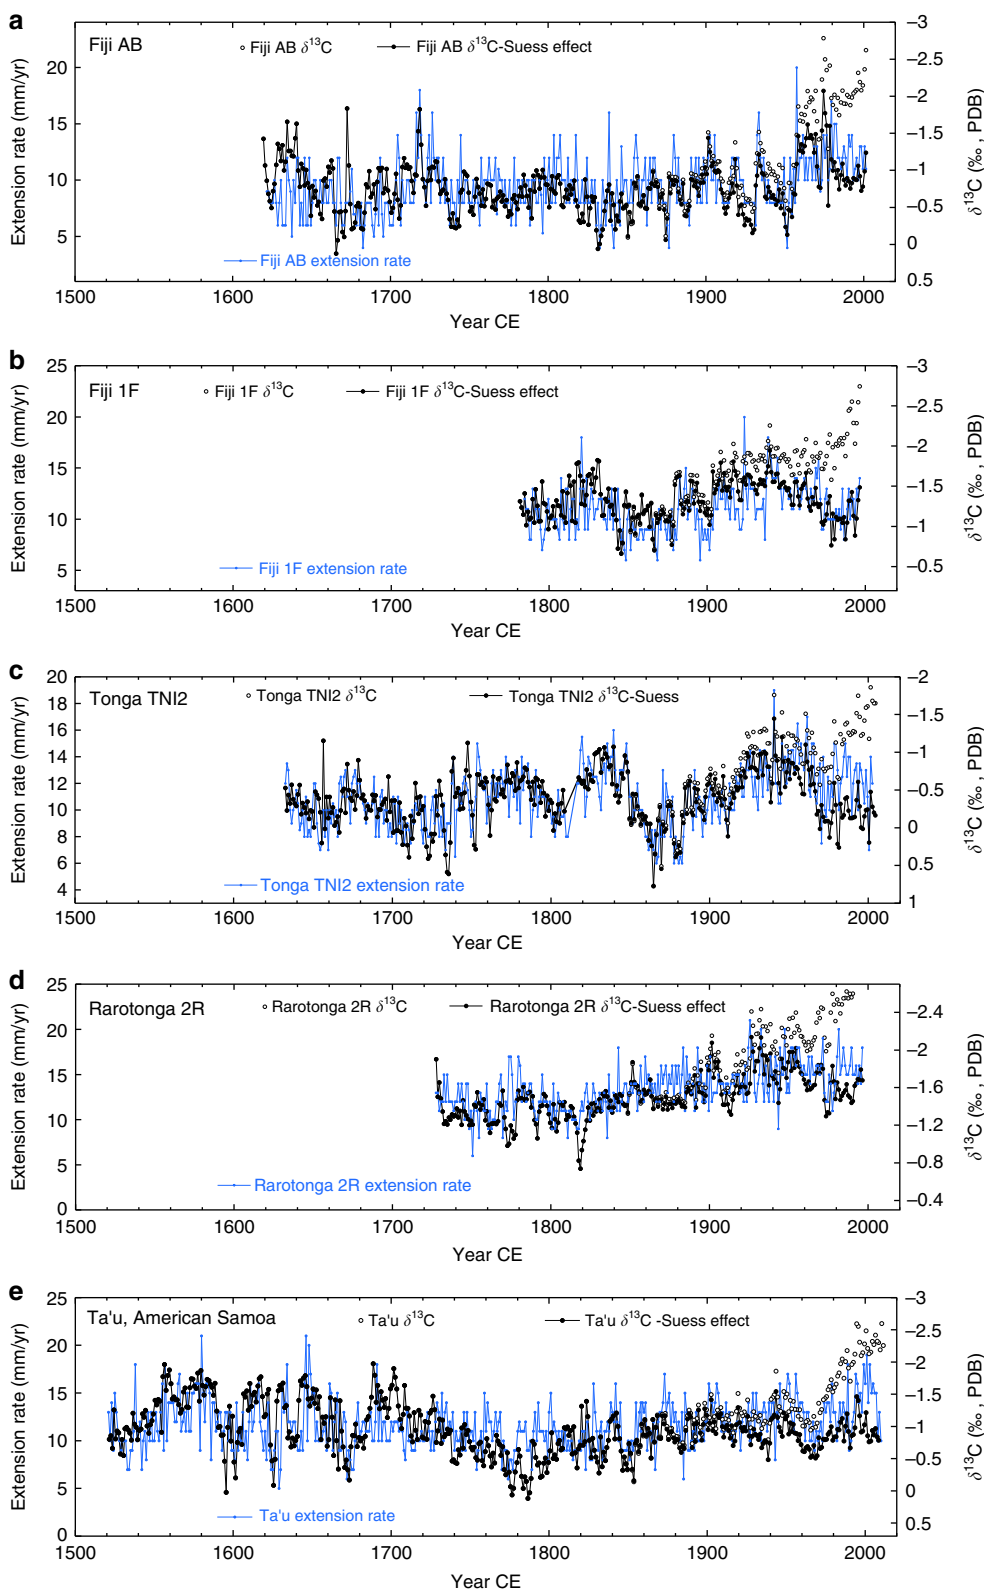 a
Fiji AB
Fiji AB δ13C
Fiji AB δ13C-Suess effect
Fiji AB extension rate
Extension rate (mm/yr)
20
15
10
5
–3
–2.5
–2
–1.5
–1
–0.5
0
0.5
δ13C (‰, PDB)
1500 1600 1700 1800 1900 2000
Year CE
b
Fiji 1F
Fiji 1F δ13C
Fiji 1F δ13C-Suess effect
Fiji 1F extension rate
Extension rate (mm/yr)
25
20
15
10
5
–3
–2.5
–2
–1.5
–1
–0.5
δ13C (‰, PDB)
1500 1600 1700 1800 1900 2000
Year CE
c
Tonga TNI2
Tonga TNI2 δ13C
Tonga TNI2 δ13C-Suess
Tonga TNI2 extension rate
Extension rate (mm/yr)
20
18
16
14
12
10
8
6
4
–2
–1.5
–1
–0.5
0
0.5
1
δ13C (‰, PDB)
1500 1600 1700 1800 1900 2000
Year CE
d
Rarotonga 2R
Rarotonga 2R δ13C
Rarotonga 2R δ13C-Suess effect
Rarotonga 2R extension rate
Extension rate (mm/yr)
25
20
15
10
5
0
–2.4
–2
–1.6
–1.2
–0.8
–0.4
δ13C (‰, PDB)
1500 1600 1700 1800 1900 2000
Year CE
e
Ta'u, American Samoa
Ta'u δ13C
Ta'u δ13C -Suess effect
Ta'u extension rate
Extension rate (mm/yr)
25
20
15
10
5
0
–3
–2.5
–2
–1.5
–1
–0.5
0
0.5
δ13C (‰, PDB)
1500 1600 1700 1800 1900 2000
Year CE